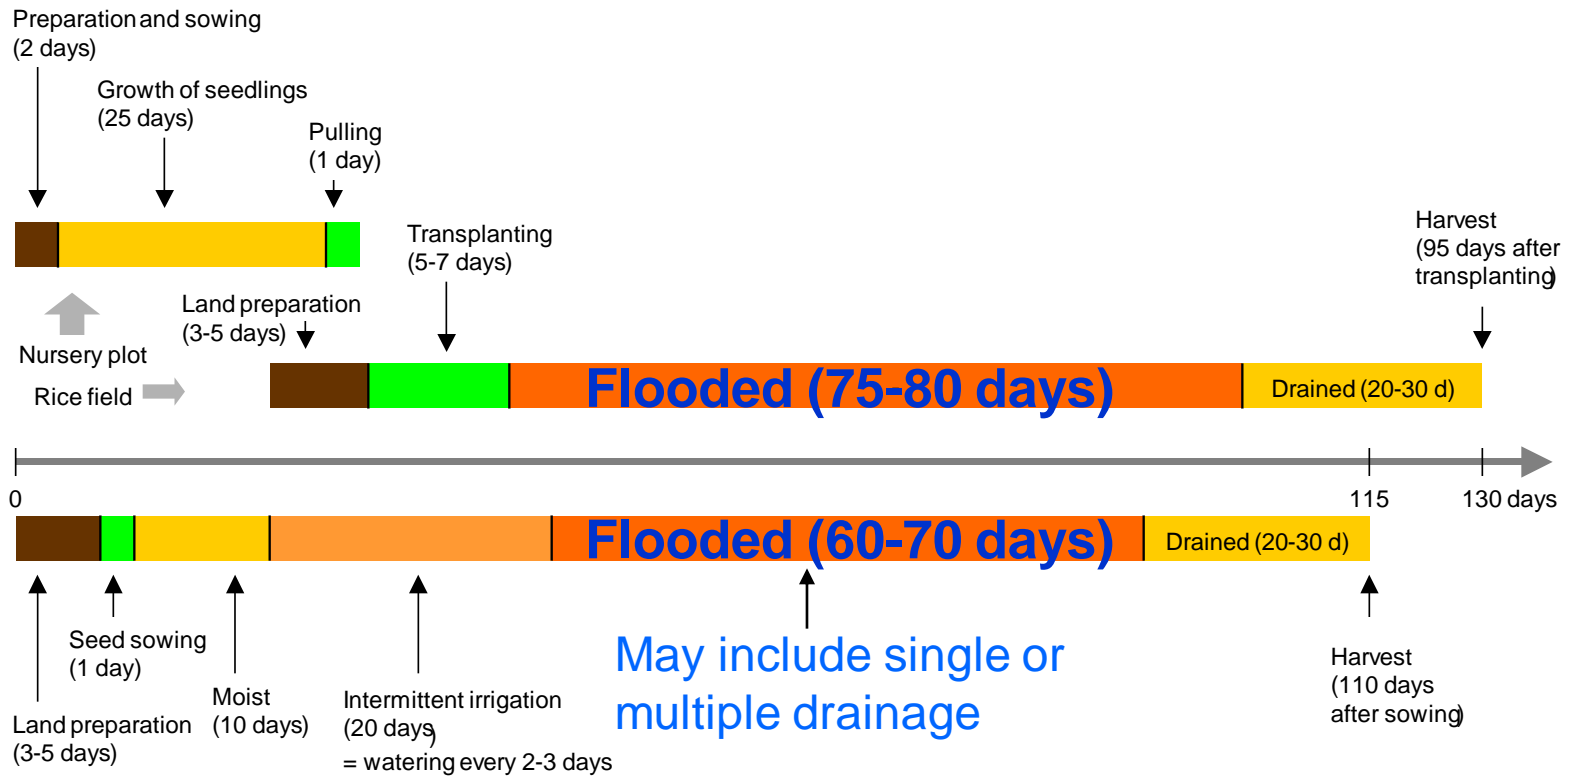 Preparation and sowing
(2 days)
Growth of seedlings
(25 days)
Pulling
(1 day)
Transplanting
(5-7 days)
Harvest
(95 days after
transplanting)
Land preparation
(3-5 days)
Nursery plot
Rice field
Flooded (75-80 days)
Drained (20-30 d)
0
115
130 days
Flooded (60-70 days)
Drained (20-30 d)
Seed sowing
(1 day)
Moist
(10 days)
Land preparation
(3-5 days)
Intermittent irrigation
(20 days)
= watering every 2-3 days
May include single or
multiple drainage
Harvest
(110 days
after sowing)